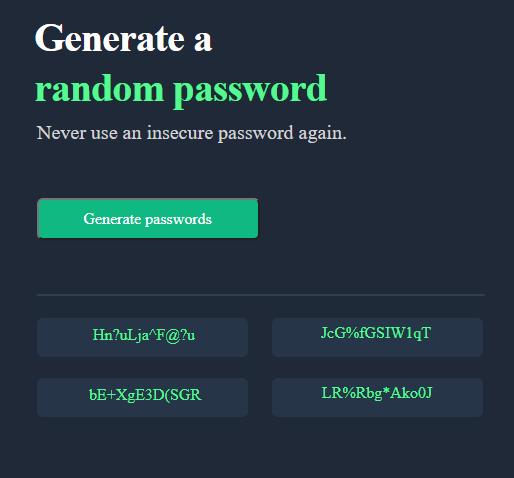 Generate a
random password
Never use an insecure password again.
Generate passwords
Hn?uLja^F@?u
JcG%fGSIW1qT
bE+XgE3D(SGR
LR%Rbg*Ako0J